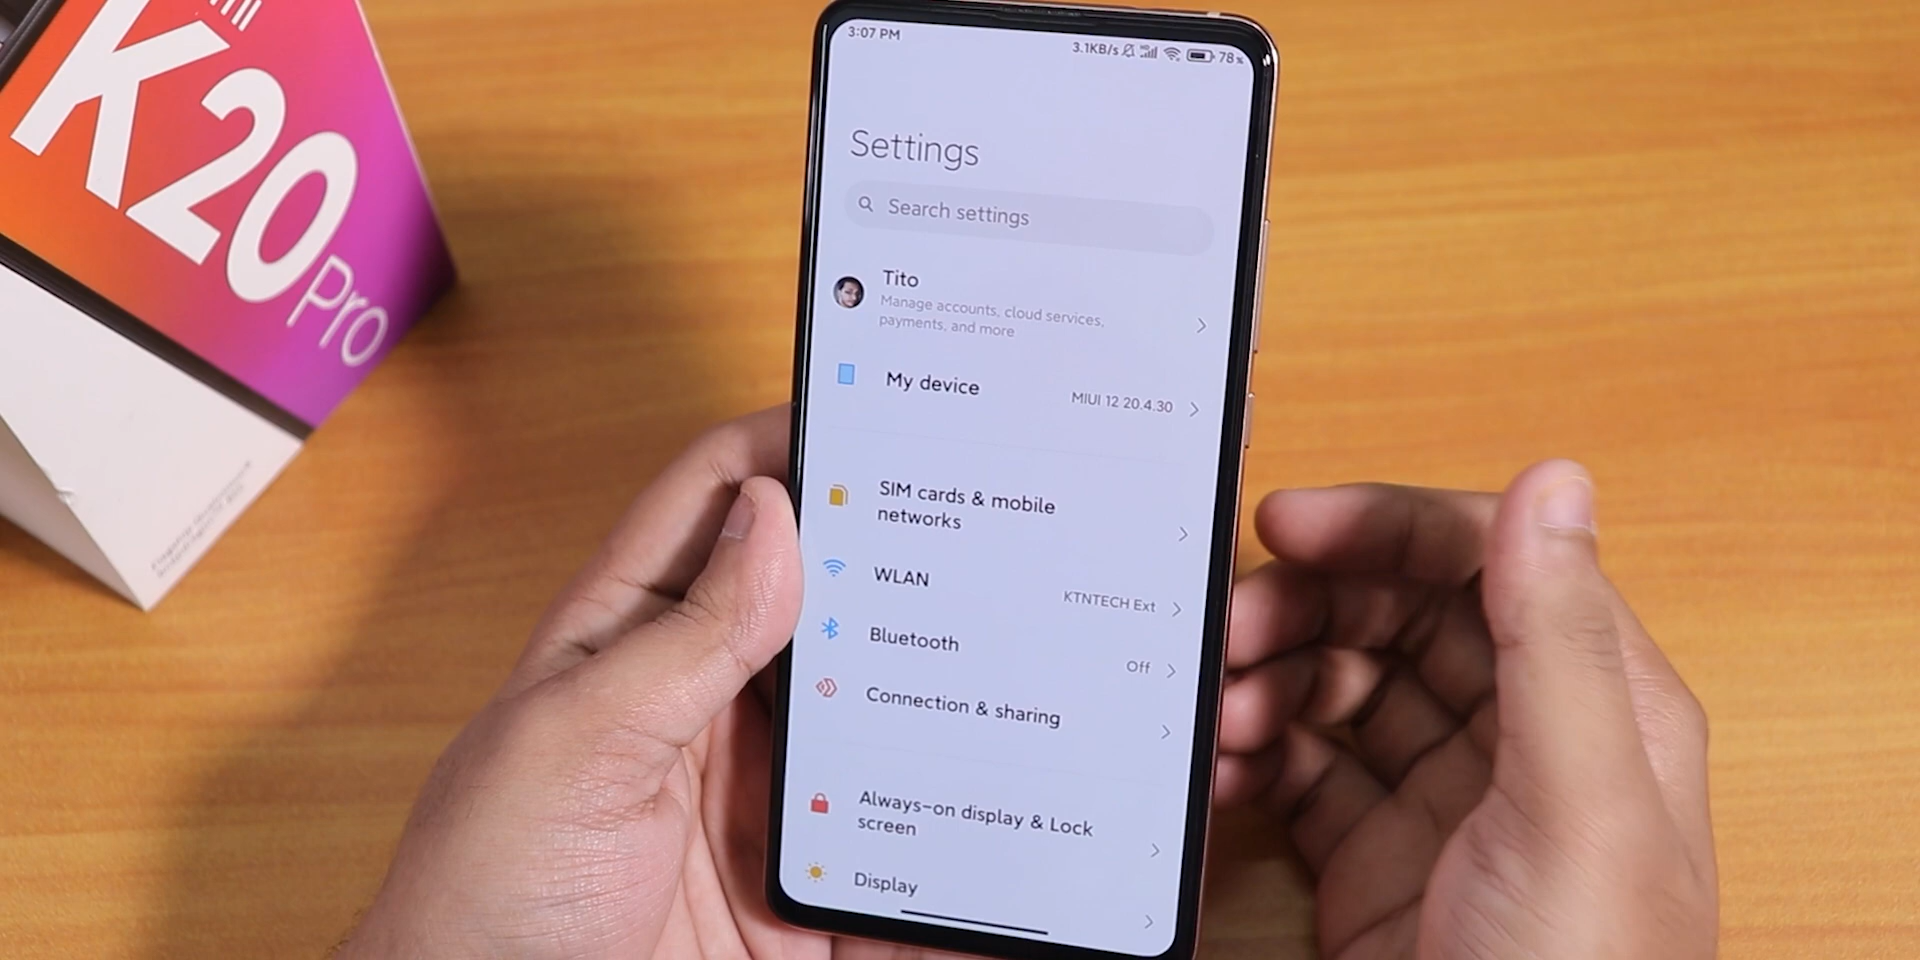 K20
Pro
3:07 PM
3.1KB/s
78%
Settings
Search settings
Tito
Manage accounts, cloud services,
payments, and more
My device
MIUI 12 20.4.30
SIM cards & mobile
networks
WLAN
KTNTECH Ext
Bluetooth
Off
Connection & sharing
Always-on display & Lock
screen
Display